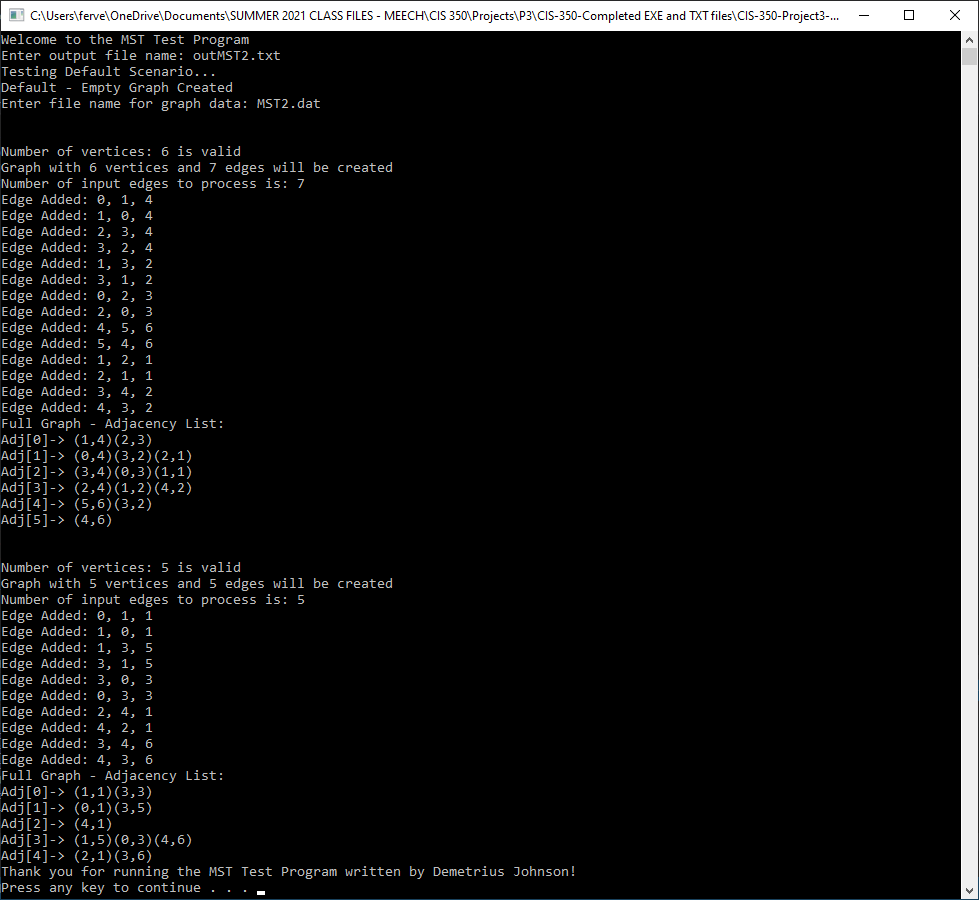 C:\Users\ferve\OneDrive\Documents\SUMMER 2021 CLASS FILES - MEECH\CIS 350\Projects\P3\CIS-350-Completed EXE and TXT files\CIS-350-Project3-...
Welcome to the MST Test Program
Enter output file name: outMST2.txt
Testing Default Scenario...
Default - Empty Graph Created
Enter file name for graph data: MST2.dat
Number of vertices: 6 is valid
Graph with 6 vertices and 7 edges will be created
Number of input edges to process is: 7
Edge Added: 0, 1, 4
Edge Added: 1, 0, 4
Edge Added: 2, 3, 4
Edge Added: 3, 2, 4
Edge Added: 1, 3, 2
Edge Added: 3, 1, 2
Edge Added: 0, 2, 3
Edge Added: 2, 0, 3
Edge Added: 4, 5, 6
Edge Added: 5, 4, 6
Edge Added: 1, 2, 1
Edge Added: 2, 1, 1
Edge Added: 3, 4, 2
Edge Added: 4, 3, 2
Full Graph - Adjacency List:
Adj[0]-> (1,4)(2,3)
Adj[1]-> (0,4)(3,2)(2,1)
Adj[2]-> (3,4)(0,3)(1,1)
Adj[3]-> (2,4)(1,2)(4,2)
Adj[4]-> (5,6)(3,2)
Adj[5]-> (4,6)
Number of vertices: 5 is valid
Graph with 5 vertices and 5 edges will be created
Number of input edges to process is: 5
Edge Added: 0, 1, 1
Edge Added: 1, 0, 1
Edge Added: 1, 3, 5
Edge Added: 3, 1, 5
Edge Added: 3, 0, 3
Edge Added: 0, 3, 3
Edge Added: 2, 4, 1
Edge Added: 4, 2, 1
Edge Added: 3, 4, 6
Edge Added: 4, 3, 6
Full Graph - Adjacency List:
Adj[0]-> (1,1)(3,3)
Adj[1]-> (0,1)(3,5)
Adj[2]-> (4,1)
Adj[3]-> (1,5)(0,3)(4,6)
Adj[4]-> (2,1)(3,6)
Thank you for running the MST Test Program written by Demetrius Johnson!
Press any key to continue . . .